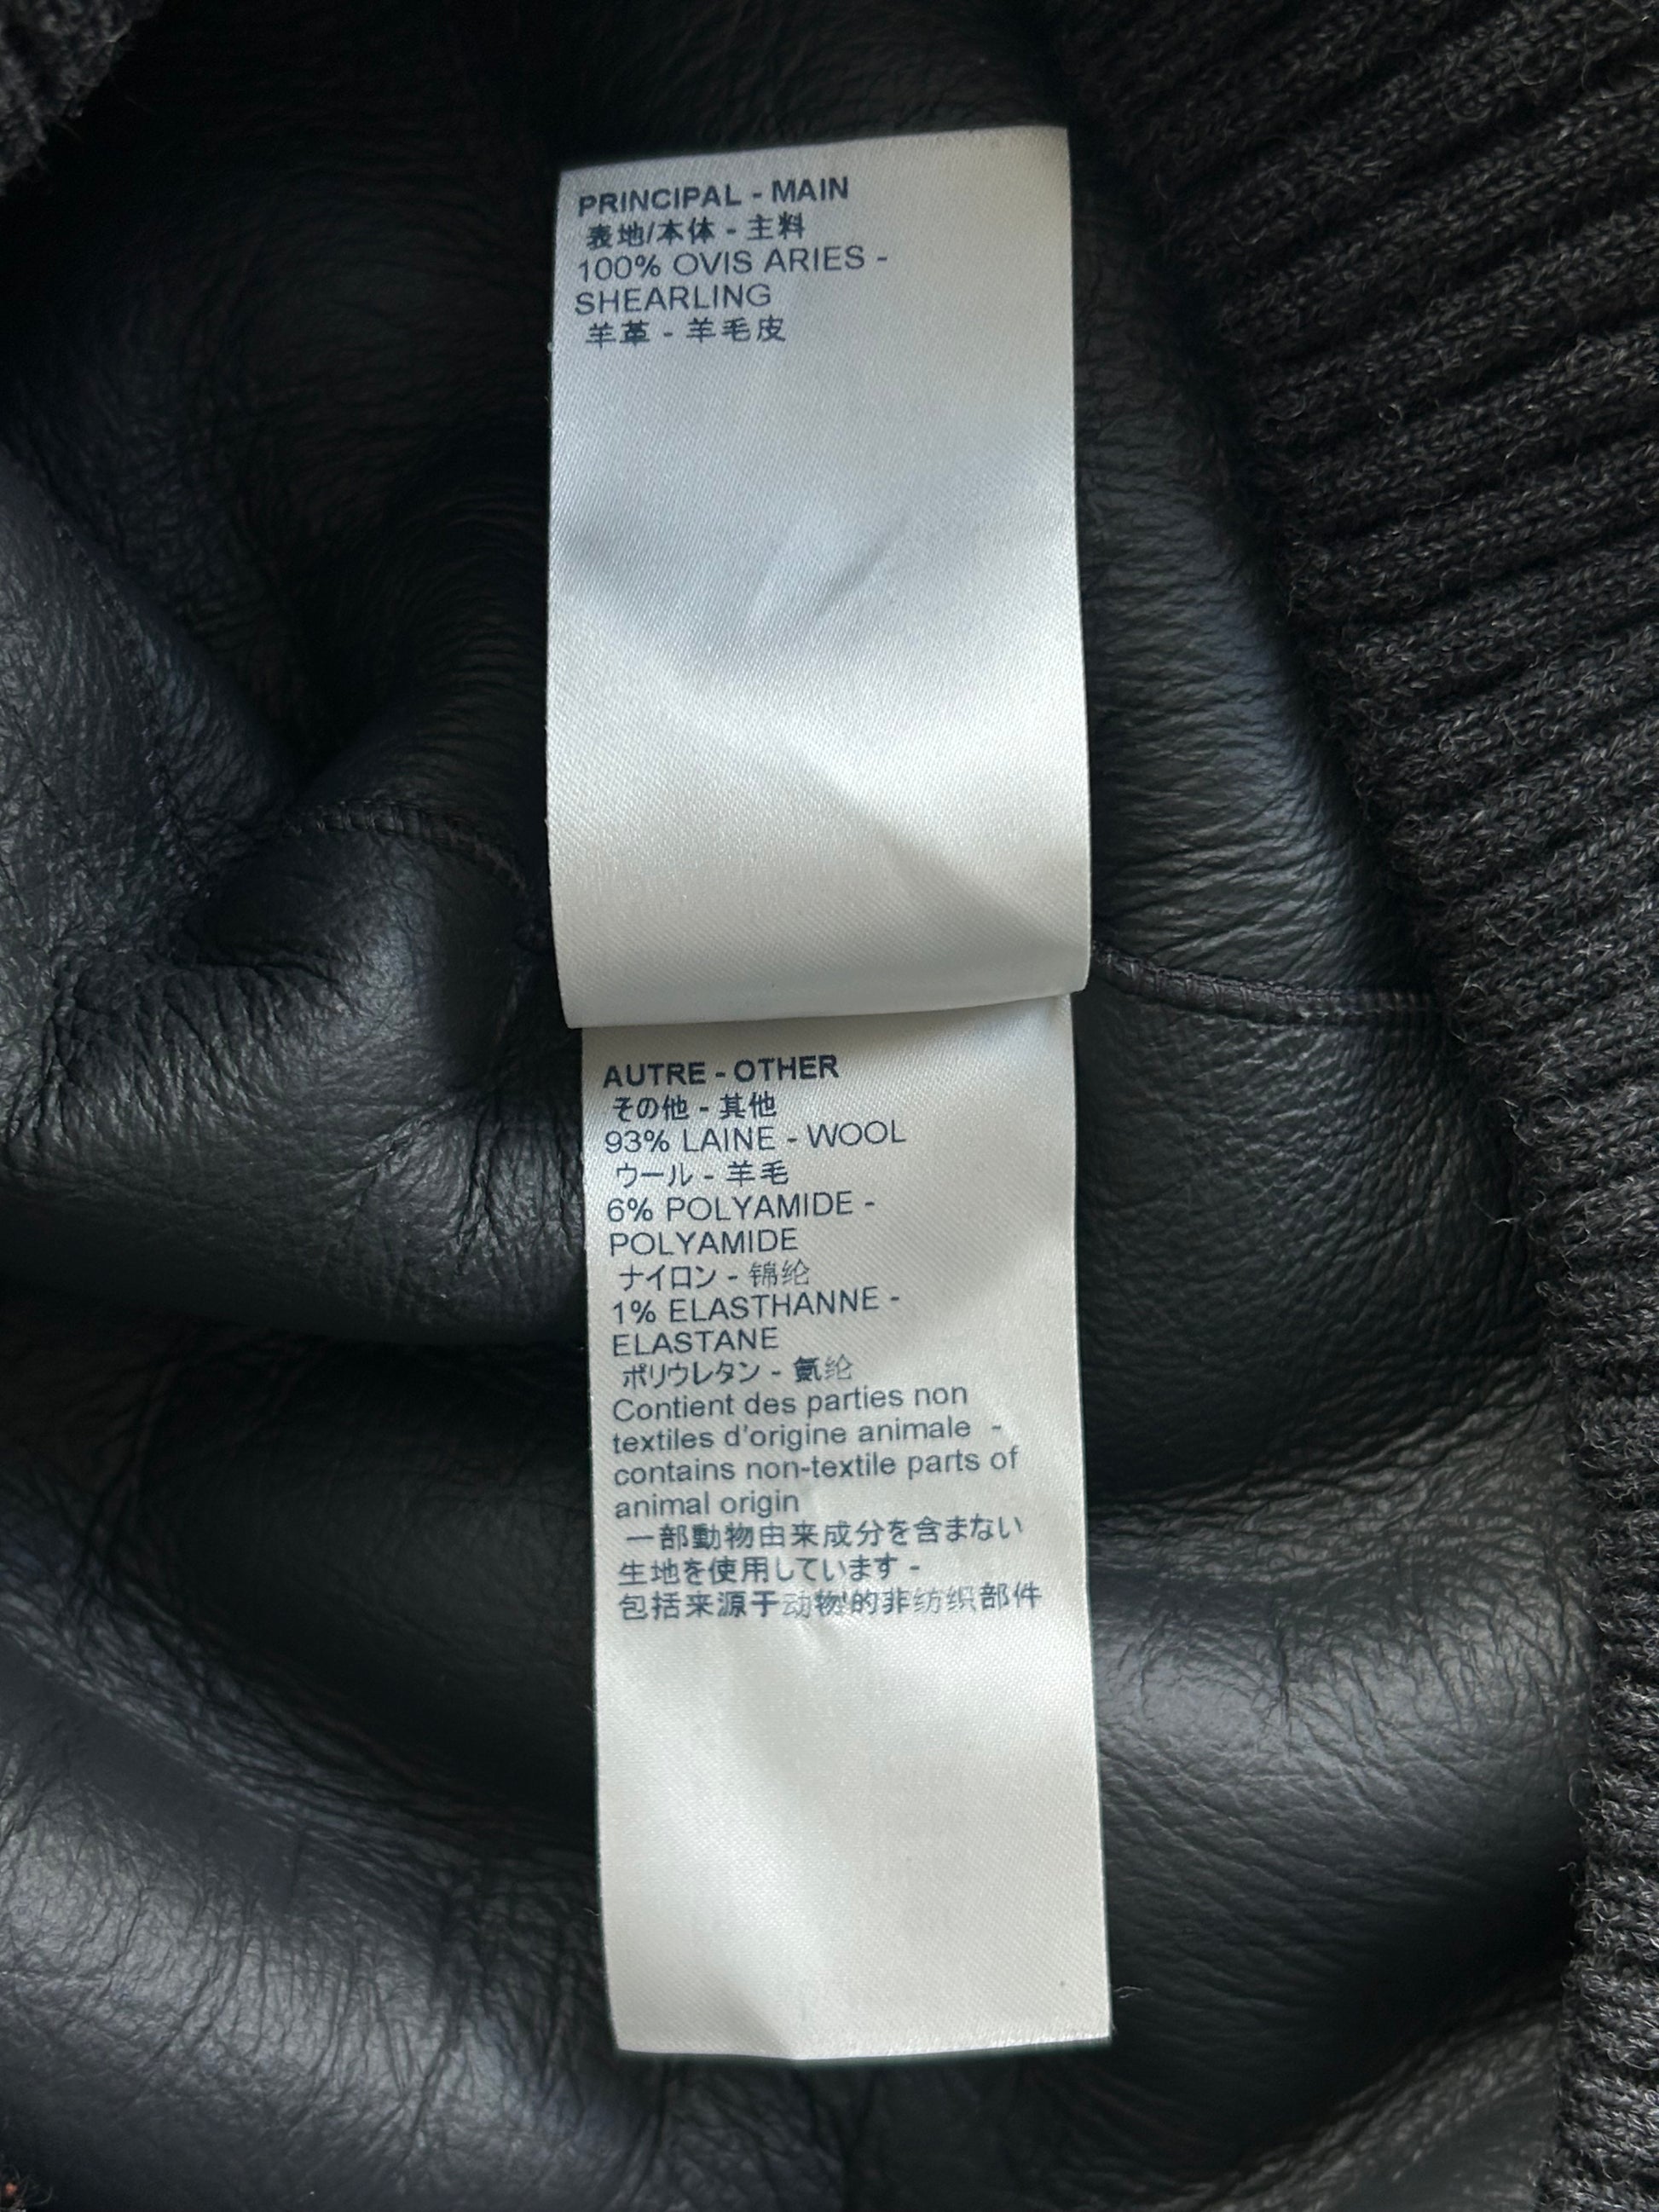 PRINCIPAL - MAIN
表地/本体 - 主料
100% OVIS ARIES -
SHEARLING
羊革 - 羊毛皮
AUTRE - OTHER
その他 - 其他
93% LAINE - WOOL
ウール - 羊毛
6% POLYAMIDE -
POLYAMIDE
ナイロン - 锦纶
1% ELASTHANNE -
ELASTANE
ポリウレタン - 氨纶
Contient des parties non
textiles d'origine animale -
contains non-textile parts of
animal origin
一部動物由来成分を含まない
生地を使用しています -
包括来源于动物的非纺织部件